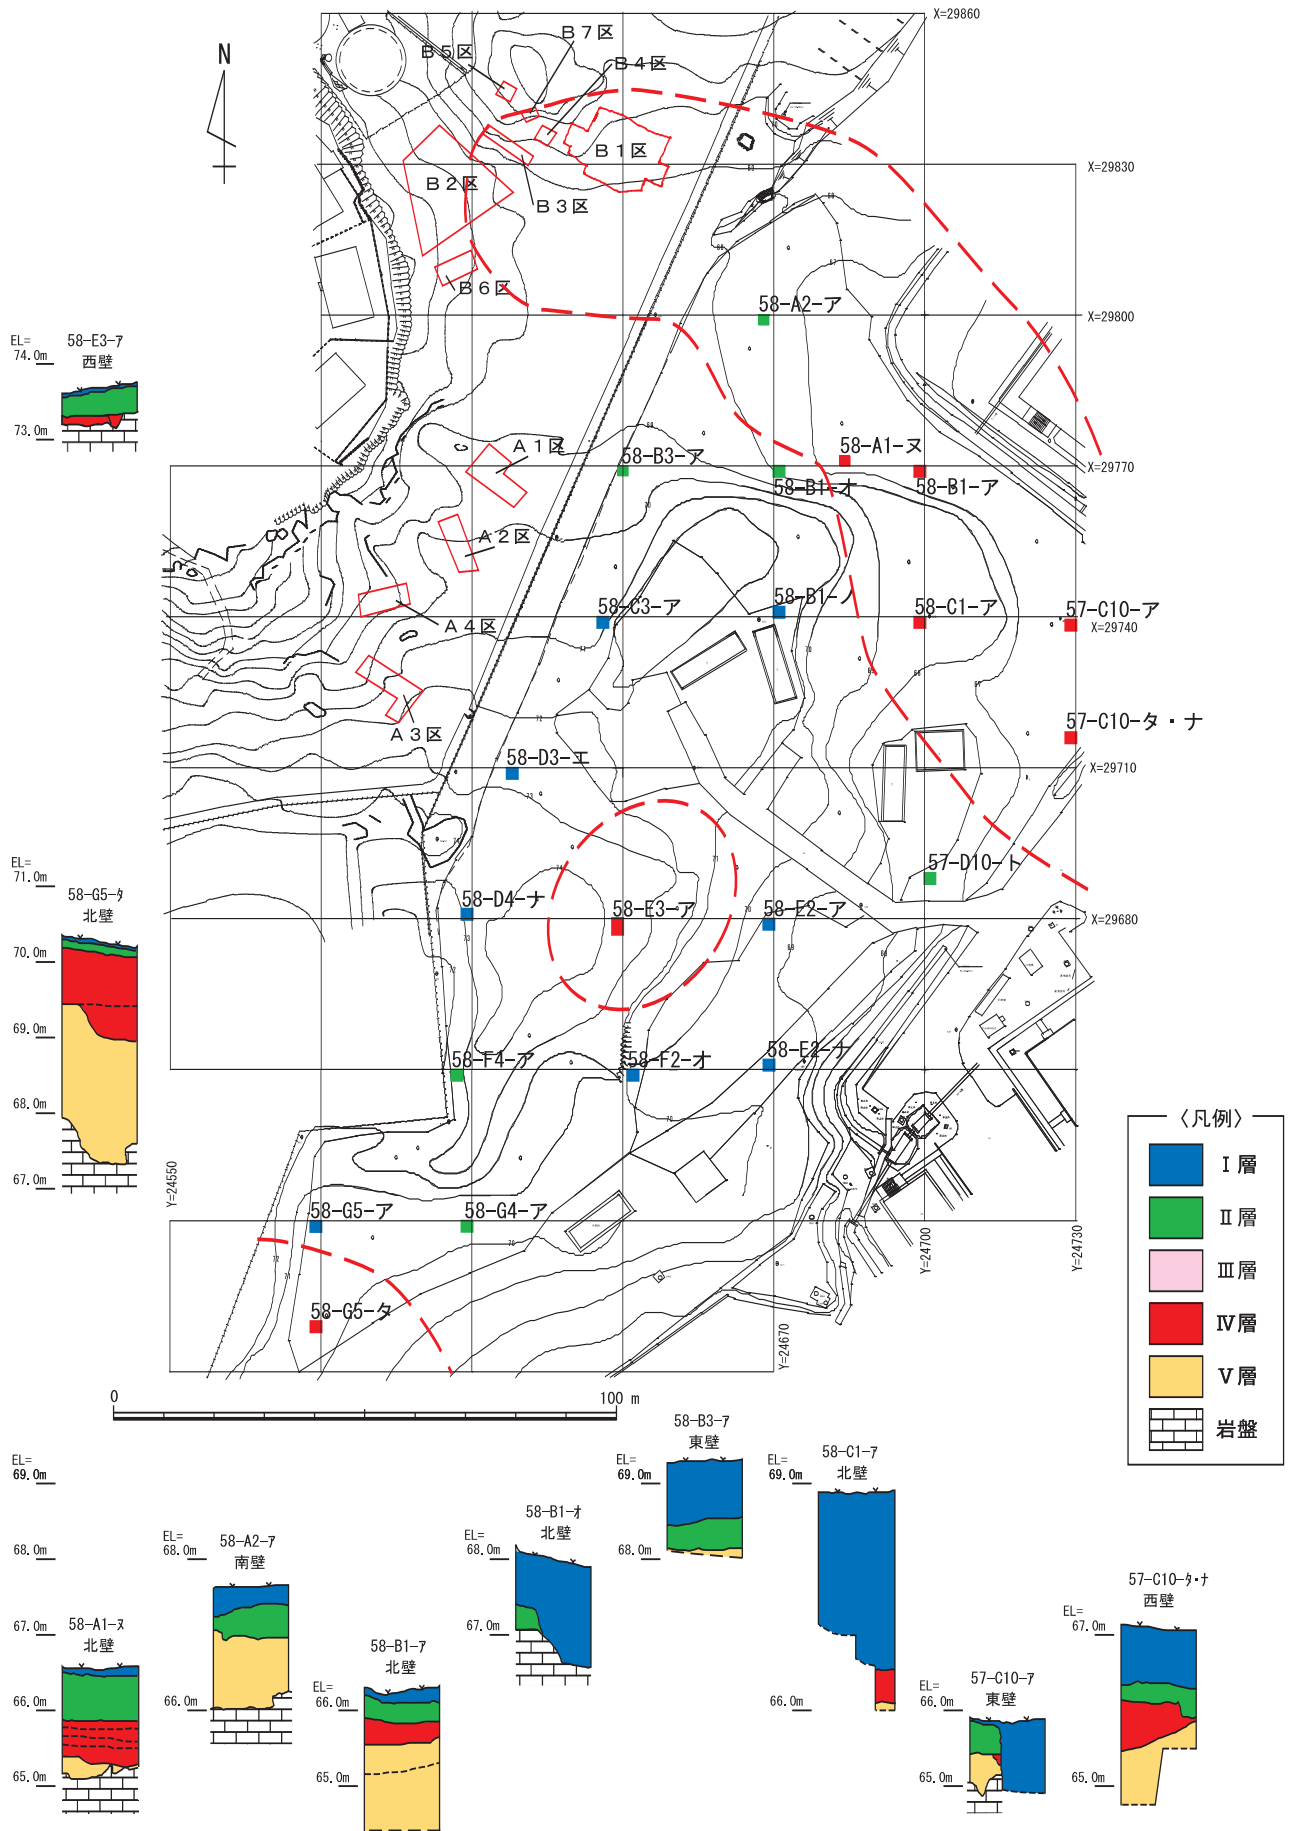 X=29860
N
B5区
B7区
B4区
B1区
B2区
B3区
B6区
X=29830
58-A2-ア
X=29800
EL=
74.0m
73.0m
58-E3-ア
西壁
A1区
58-B3-ア
58-A1-ヌ
58-B1-オ
58-B1-ア
X=29770
A2区
A4区
58-C3-ア
58-B1-ノ
58-C1-ア
57-C10-ア
X=29740
A3区
57-C10-タ・ナ
58-D3-エ
X=29710
57-D10-ト
EL=
71.0m
70.0m
69.0m
68.0m
67.0m
58-G5-タ
北壁
58-D4-ナ
58-E3-ア
58-E2-ア
X=29680
58-F4-ア
58-F2-オ
58-E2-ナ
Y=24550
58-G5-ア
58-G4-ア
Y=24700
Y=24730
58-G5-タ
Y=24670
〈凡例〉
Ⅰ層
Ⅱ層
Ⅲ層
Ⅳ層
Ⅴ層
岩盤
0
100 m
EL=
69.0m
68.0m
67.0m
66.0m
65.0m
58-A1-ヌ
北壁
EL=
68.0m
66.0m
58-A2-ア
南壁
EL=
66.0m
65.0m
58-B1-ア
北壁
EL=
68.0m
67.0m
58-B1-オ
北壁
EL=
69.0m
68.0m
58-B3-ア
東壁
EL=
69.0m
66.0m
58-C1-ア
北壁
EL=
66.0m
65.0m
57-C10-ア
東壁
EL=
67.0m
65.0m
57-C10-タ・ナ
西壁